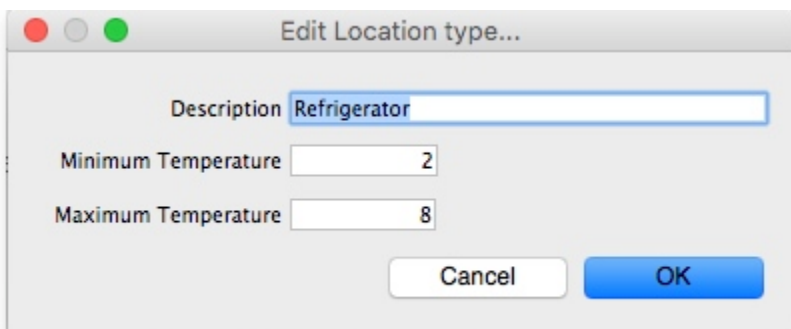 Edit Location type...
Description Refrigerator
Minimum Temperature 2
Maximum Temperature 8
Cancel OK